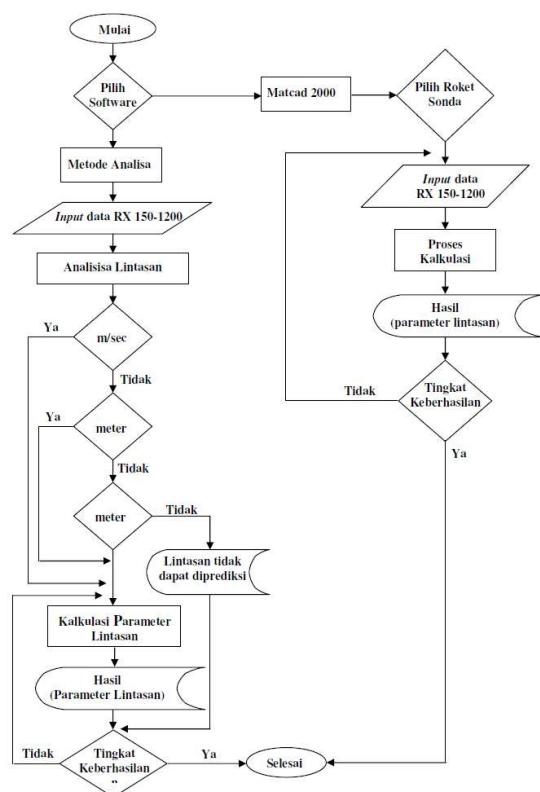 Mulai
Pilih
Software
Matcad 2000
Pilih Roket
Sonda
Metode Analisa
Input data RX 150-1200
Analisisa Lintasan
Ya
m/sec
Tidak
Ya
meter
Tidak
meter
Tidak
Lintasan tidak
dapat diprediksi
Kalkulasi Parameter
Lintasan
Hasil
(Parameter Lintasan)
Tidak
Tingkat
Keberhasilan
n
Ya
Selesai
Input data
RX 150-1200
Proses
Kalkulasi
Hasil
(parameter lintasan)
Tidak
Tingkat
Keberhasilan
Ya